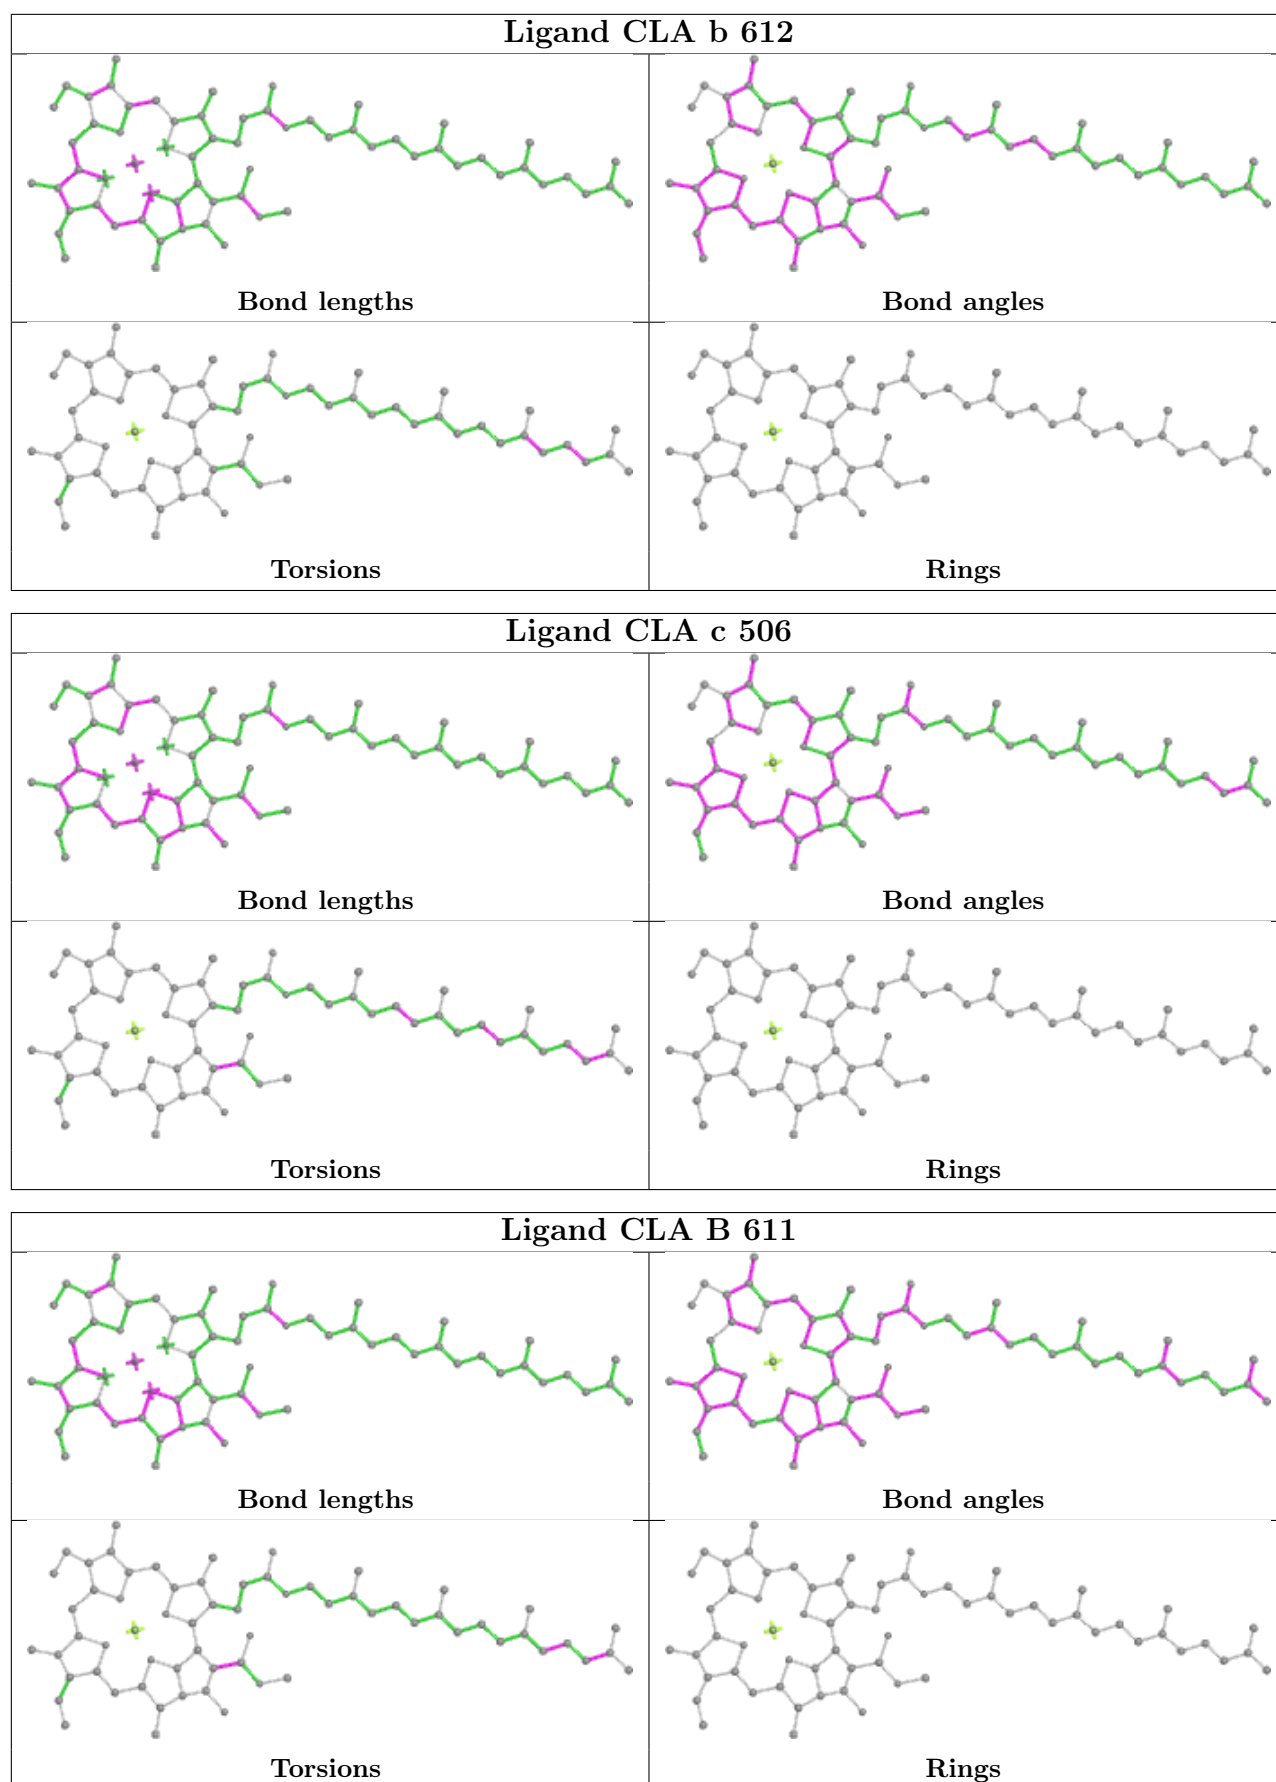 Ligand CLA b 612
Bond lengths
Bond angles
Torsions
Rings
Ligand CLA c 506
Bond lengths
Bond angles
Torsions
Rings
Ligand CLA B 611
Bond lengths
Bond angles
Torsions
Rings